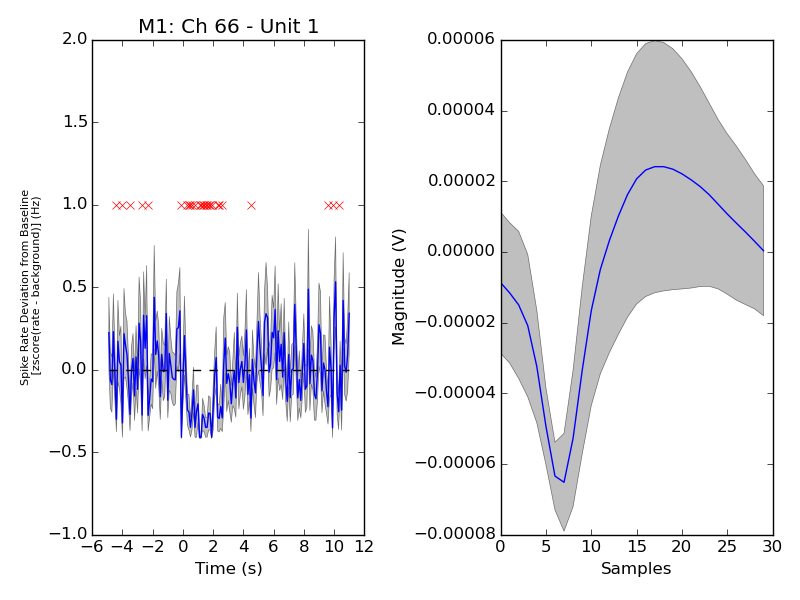 M1: Ch 66 - Unit 1
2.0
1.5
1.0
0.5
0.0
−0.5
−1.0
−6 −4 −2 0 2 4 6 8 10 12
Time (s)
Spike Rate Deviation from Baseline
[zscore(rate - background)] (Hz)
0.00006
0.00004
0.00002
0.00000
−0.00002
−0.00004
−0.00006
−0.00008
0 5 10 15 20 25 30
Samples
Magnitude (V)